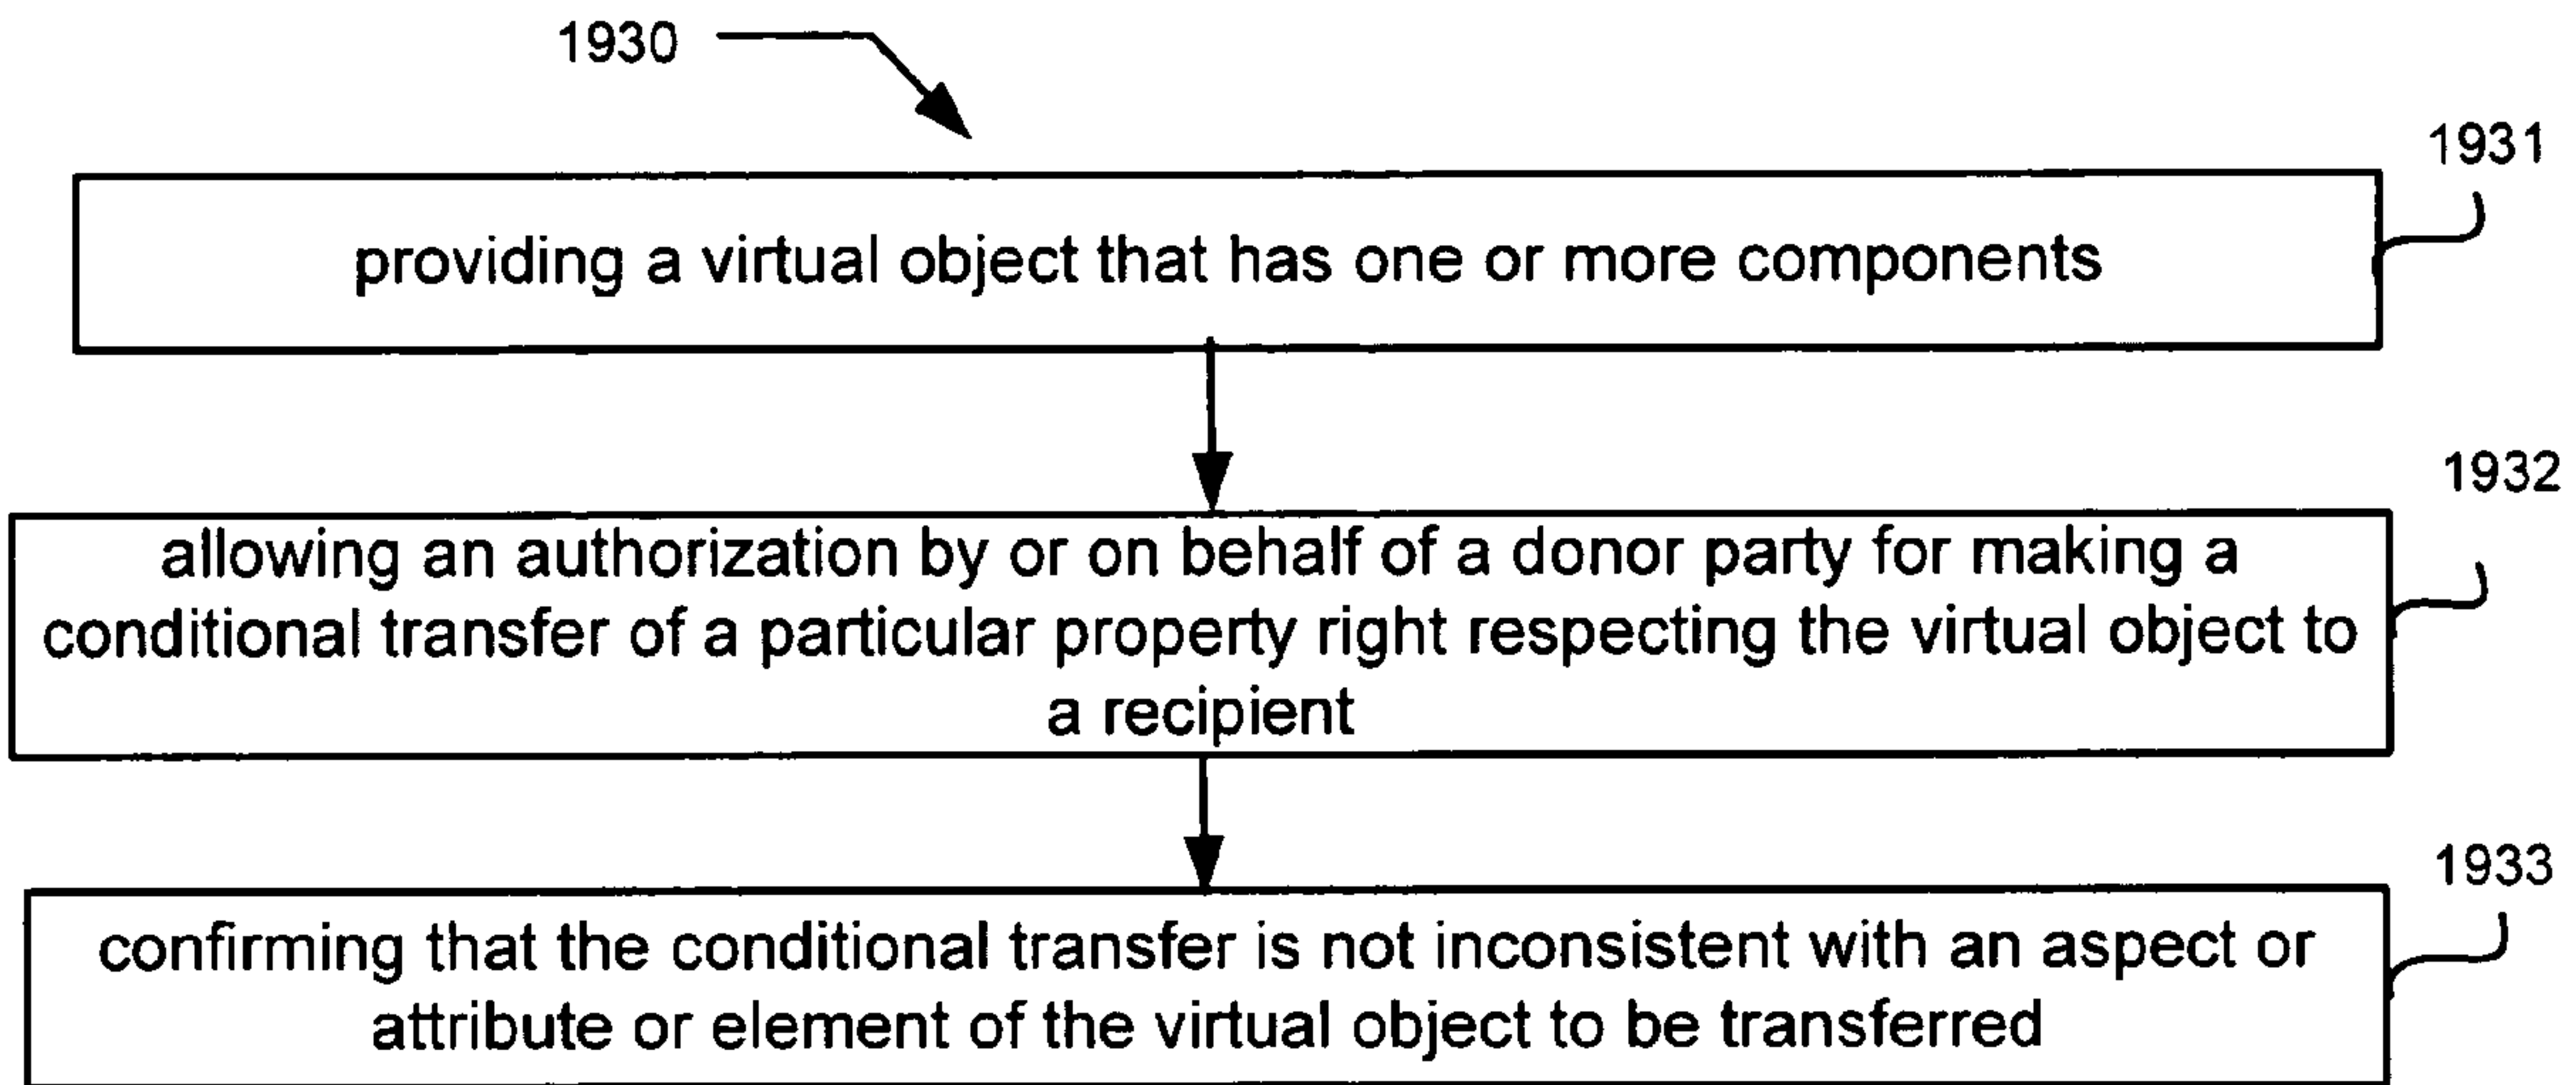 1930
1931
providing a virtual object that has one or more components
1932
allowing an authorization by or on behalf of a donor party for making a
conditional transfer of a particular property right respecting the virtual object to
a recipient
1933
confirming that the conditional transfer is not inconsistent with an aspect or
attribute or element of the virtual object to be transferred